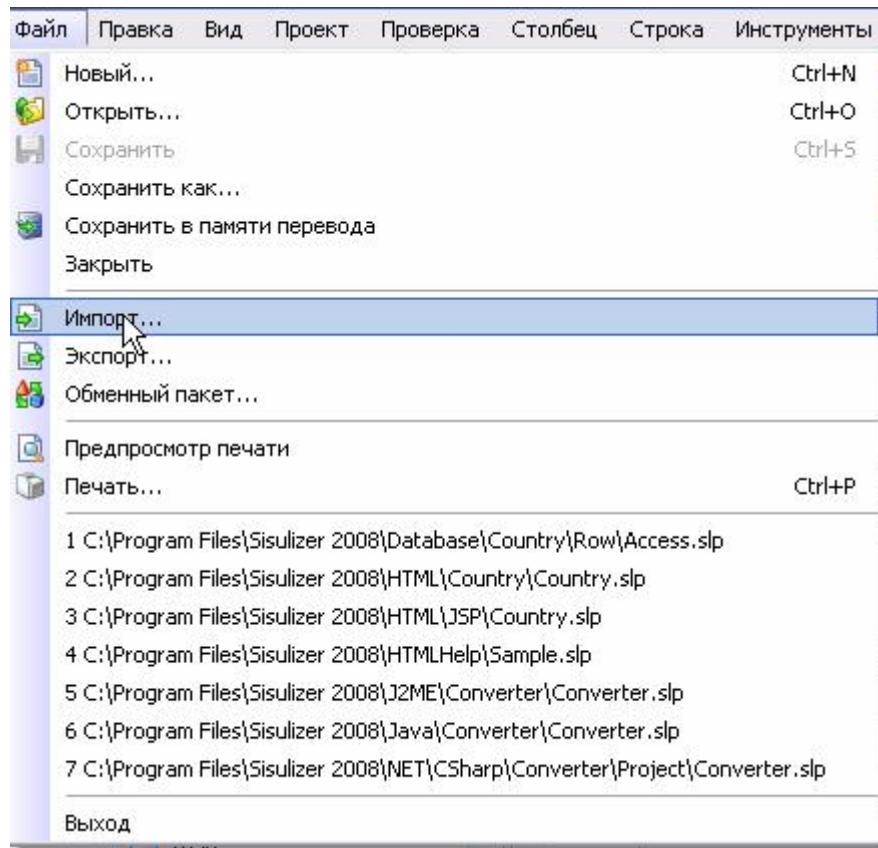 Файл Правка Вид Проект Проверка Столбец Строка Инструменты
Новый... Ctrl+N
Открыть... Ctrl+O
Сохранить Ctrl+S
Сохранить как...
Сохранить в памяти перевода
Закрыть
Импорт...
Экспорт...
Обменный пакет...
Предпросмотр печати
Печать... Ctrl+P
1 C:\Program Files\Sisulizer 2008\Database\Country\Row\Access.slp
2 C:\Program Files\Sisulizer 2008\HTML\Country\Country.slp
3 C:\Program Files\Sisulizer 2008\HTML\JSP\Country.slp
4 C:\Program Files\Sisulizer 2008\HTMLHelp\Sample.slp
5 C:\Program Files\Sisulizer 2008\J2ME\Converter\Converter.slp
6 C:\Program Files\Sisulizer 2008\Java\Converter\Converter.slp
7 C:\Program Files\Sisulizer 2008\NET\CSharp\Converter\Project\Converter.slp
Выход